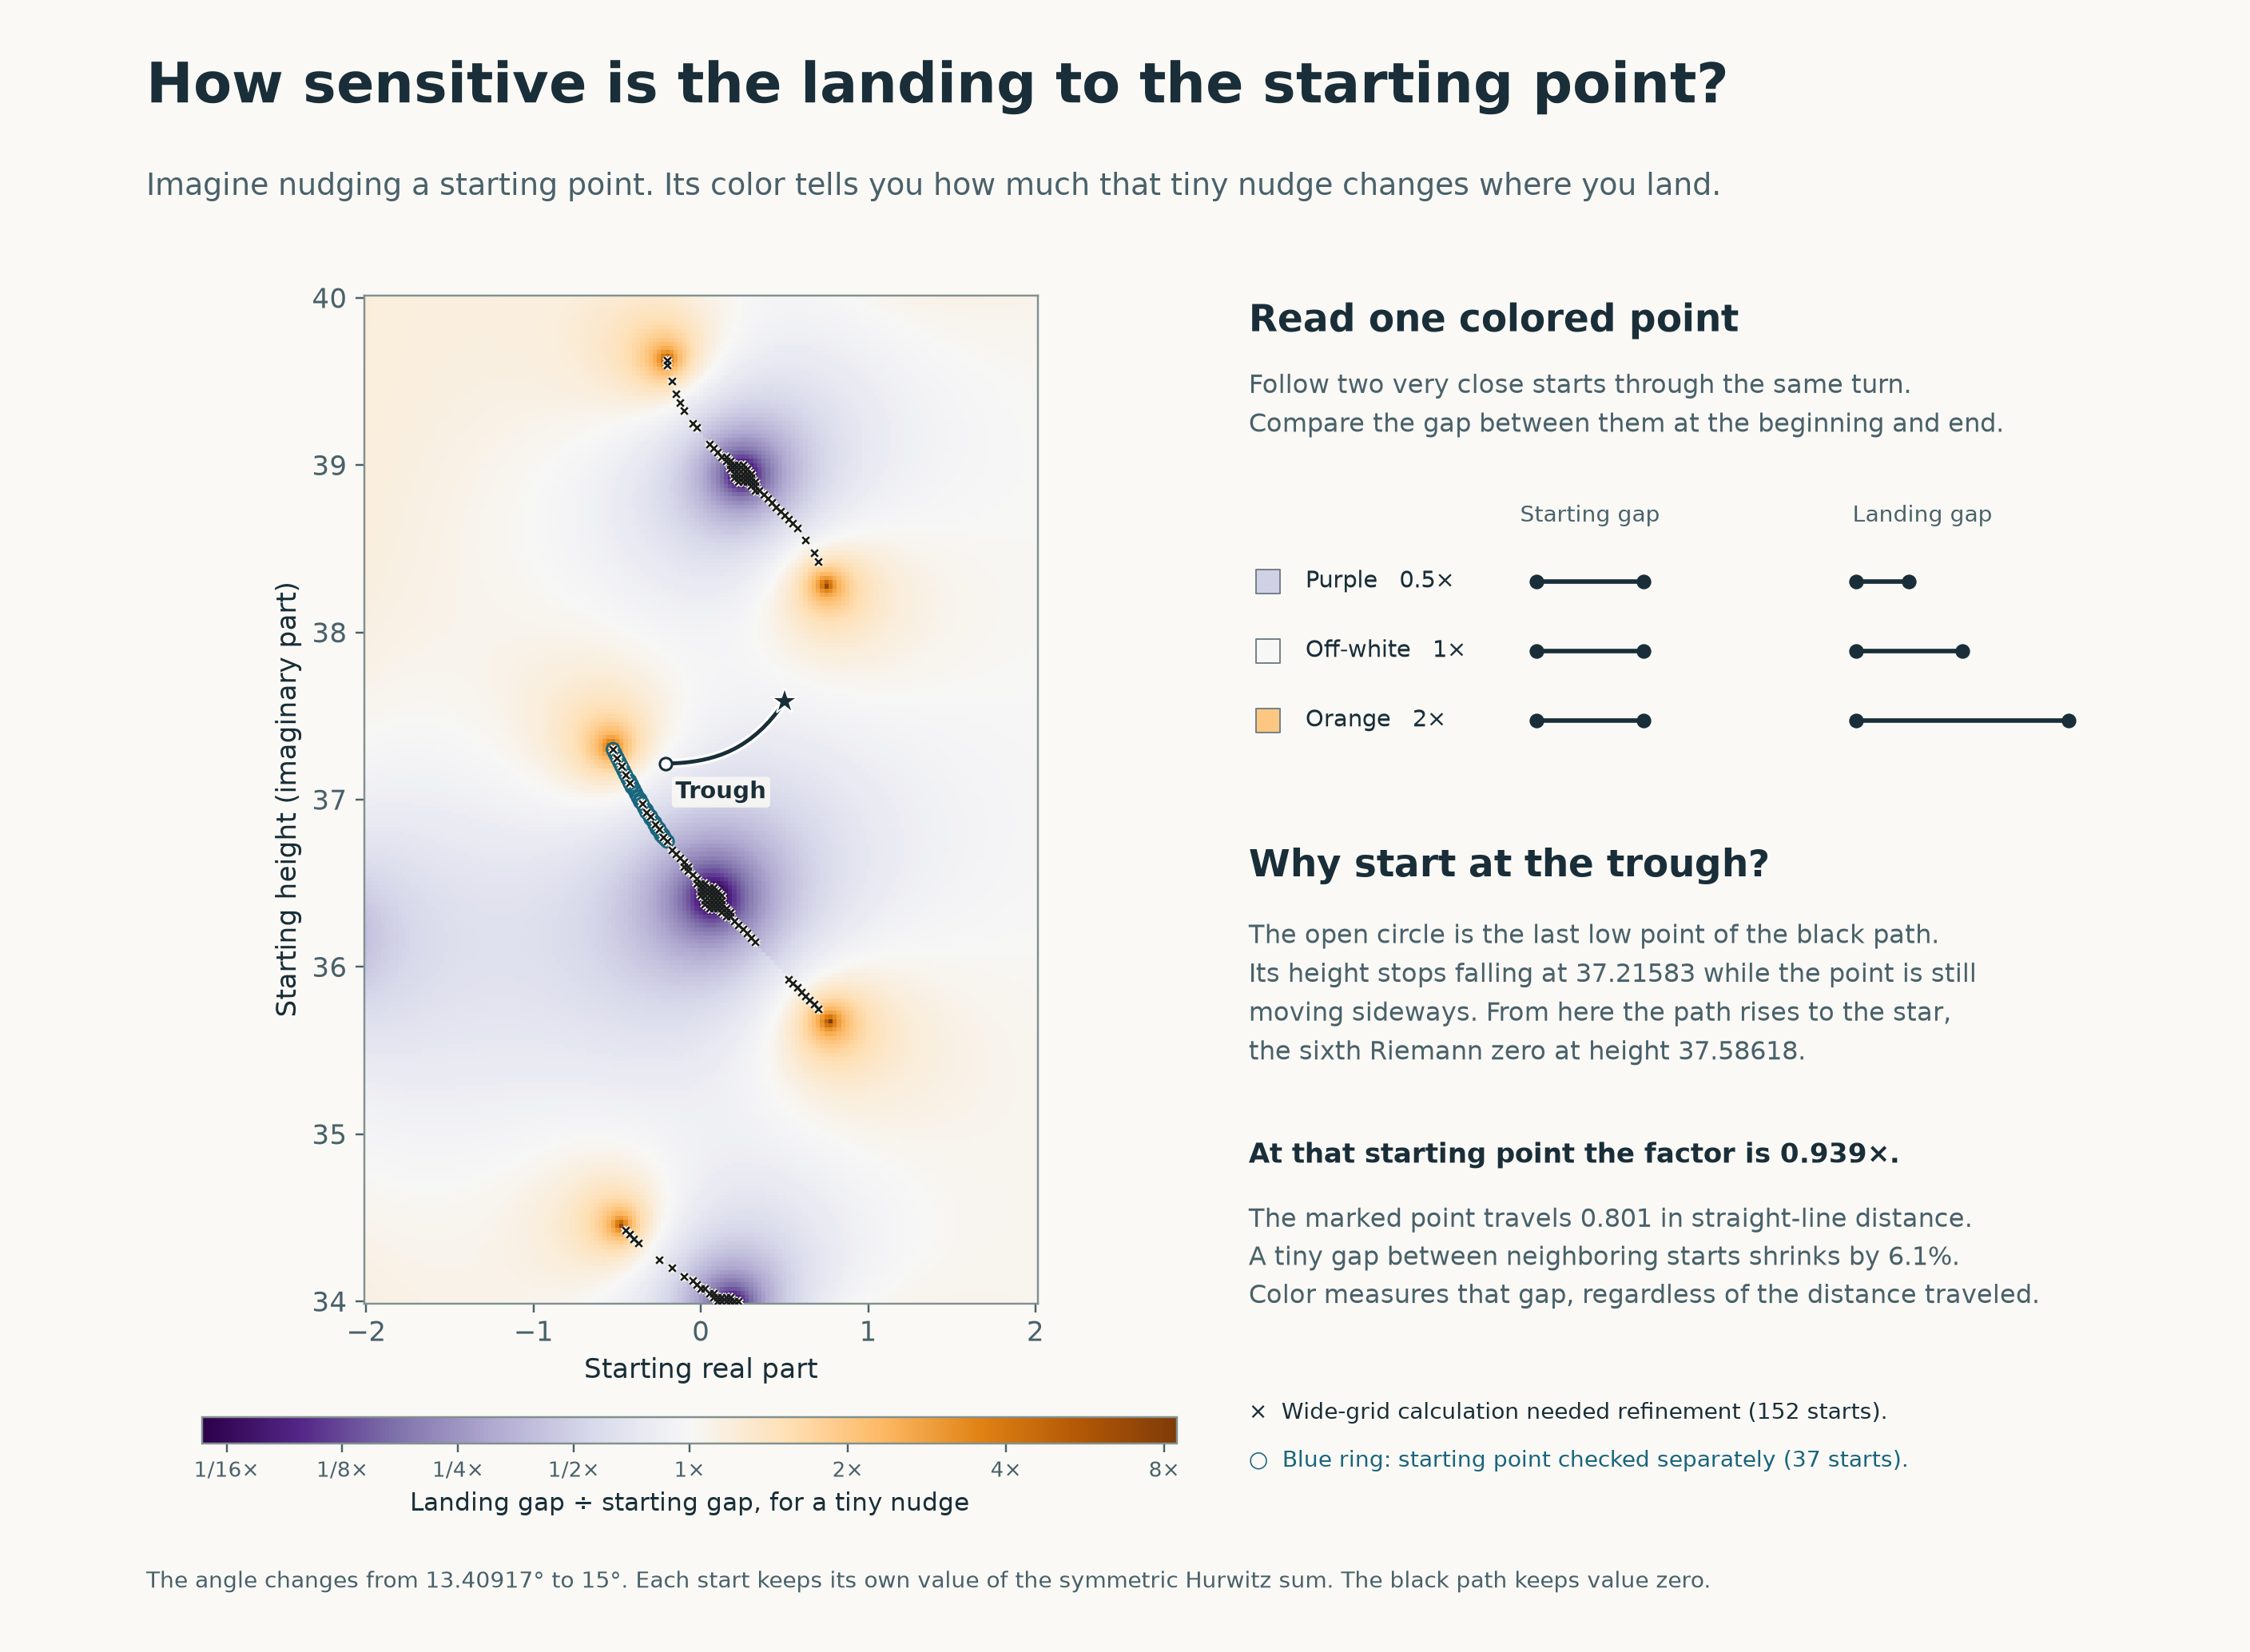 How sensitive is the landing to the starting point?
Imagine nudging a starting point. Its color tells you how much that tiny nudge changes where you land.
40
39
38
37
36
35
34
Starting height (imaginary part)
Trough
−2
−1
0
1
2
Starting real part
1/16×
1/8×
1/4×
1/2×
1×
2×
4×
8×
Landing gap ÷ starting gap, for a tiny nudge
Read one colored point
Follow two very close starts through the same turn.
Compare the gap between them at the beginning and end.
Starting gap
Landing gap
Purple 0.5×
Off-white 1×
Orange 2×
Why start at the trough?
The open circle is the last low point of the black path.
Its height stops falling at 37.21583 while the point is still
moving sideways. From here the path rises to the star,
the sixth Riemann zero at height 37.58618.
At that starting point the factor is 0.939×.
The marked point travels 0.801 in straight-line distance.
A tiny gap between neighboring starts shrinks by 6.1%.
Color measures that gap, regardless of the distance traveled.
× Wide-grid calculation needed refinement (152 starts).
○ Blue ring: starting point checked separately (37 starts).
The angle changes from 13.40917° to 15°. Each start keeps its own value of the symmetric Hurwitz sum. The black path keeps value zero.